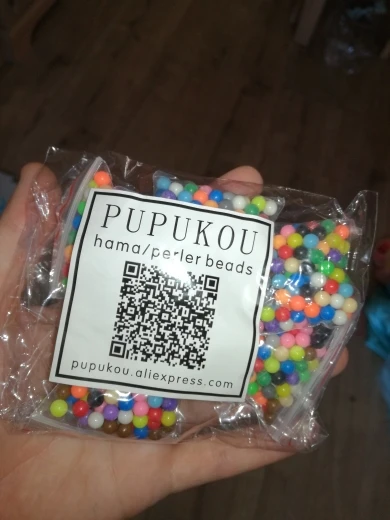 PUPUKOU
hama/perler beads
pupukou.aliexpress.com